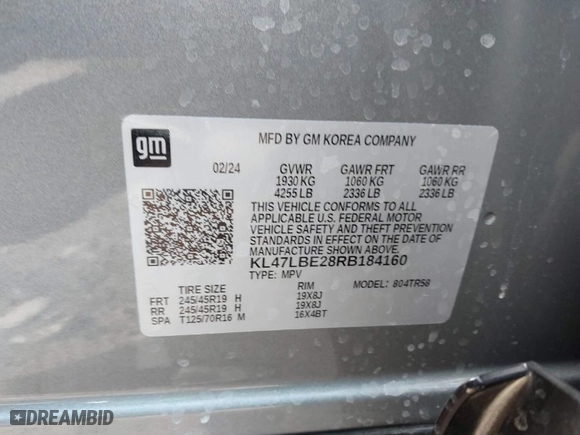 gm
MFD BY GM KOREA COMPANY
02/24 GVWR GAWR FRT GAWR RR
1930 KG 1060 KG 1060 KG
4255 LB 2336 LB 2336 LB
THIS VEHICLE CONFORMS TO ALL
APPLICABLE U.S. FEDERAL MOTOR
VEHICLE SAFETY AND THEFT PREVENTION
STANDARDS IN EFFECT ON THE DATE OF
MANUFACTURE SHOWN ABOVE.
KL47LBE28RB184160
TYPE: MPV MODEL: 804TR58
TIRE SIZE RIM
FRT 245/45R19 H 19X8J
RR 245/45R19 H 19X8J
SPA T125/70R16 M 16X4BT
DREAMBID